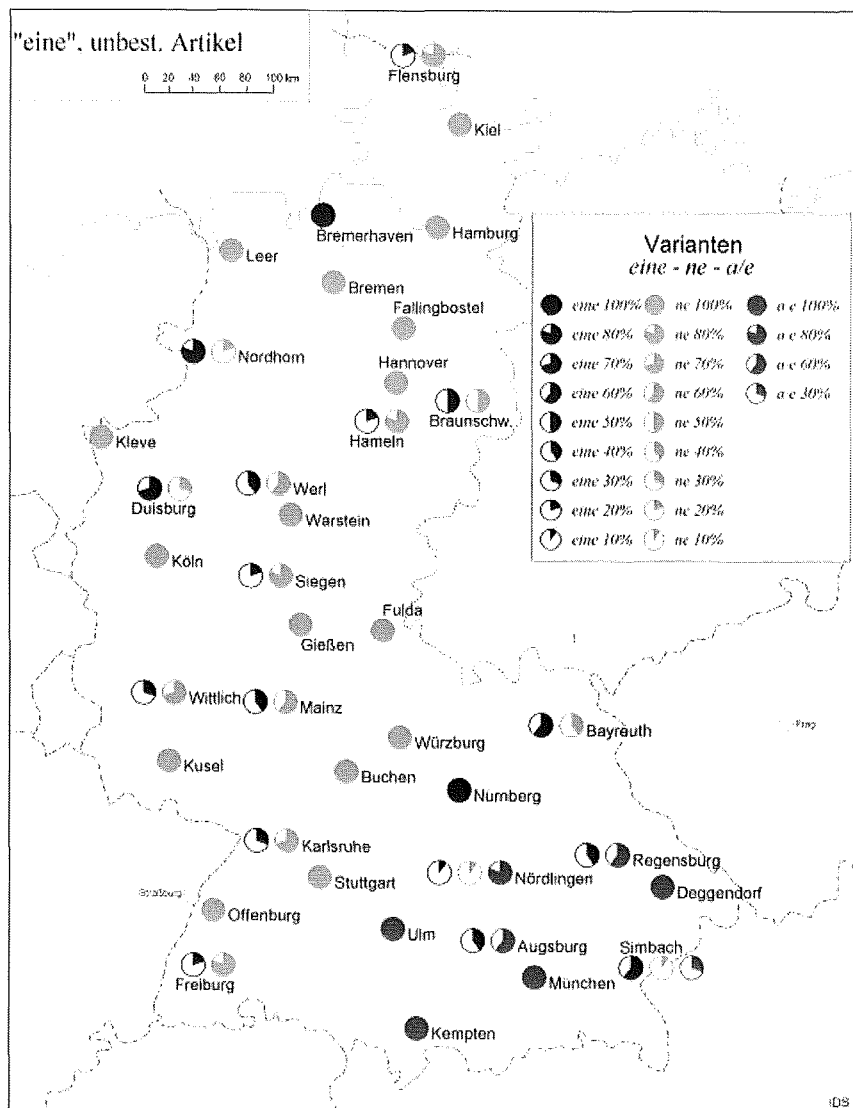 "eine", unbest. Artikel
0 20 40 60 80 100 km
Flensburg
Kiel
Bremerhaven
Hamburg
Leer
Bremen
Fallingbostel
Nordhorn
Hannover
Braunschw.
Hameln
Kleve
Werl
Duisburg
Warstein
Köln
Siegen
Fulda
Gießen
Wittlich
Mainz
Bayreuth
Prag
Würzburg
Kusel
Buchen
Nurnberg
Karlsruhe
Regensburg
Nördlingen
Stuttgart
Deggendorf
Straßburg
Offenburg
Ulm
Augsburg
Simbach
Freiburg
München
Kempten
Varianten
eine - ne - a/e
eine 100% ne 100% a e 100%
eine 80% ne 80% a e 80%
eine 70% ne 70% a e 60%
eine 60% ne 60% a e 30%
eine 50% ne 50%
eine 40% ne 40%
eine 30% ne 30%
eine 20% ne 20%
eine 10% ne 10%
IDS